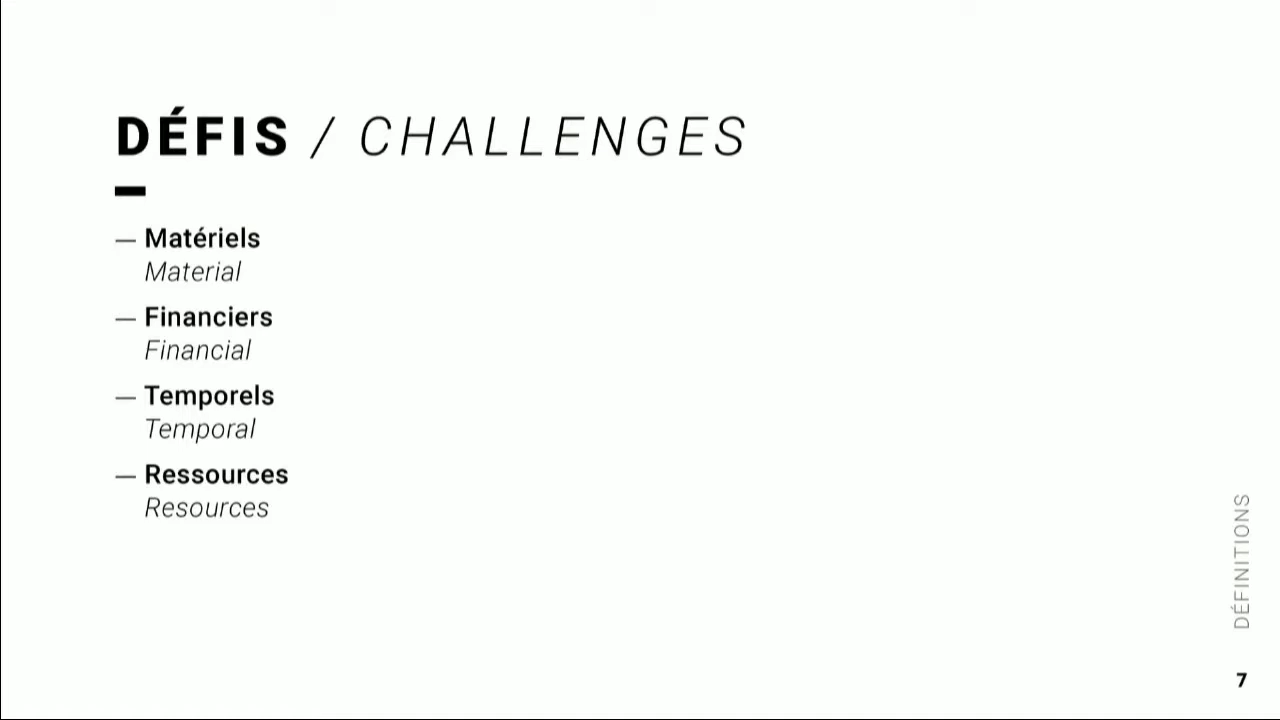 DÉFIS / CHALLENGES
— Matériels
Material
— Financiers
Financial
— Temporels
Temporal
— Ressources
Resources
DÉFINITIONS
7